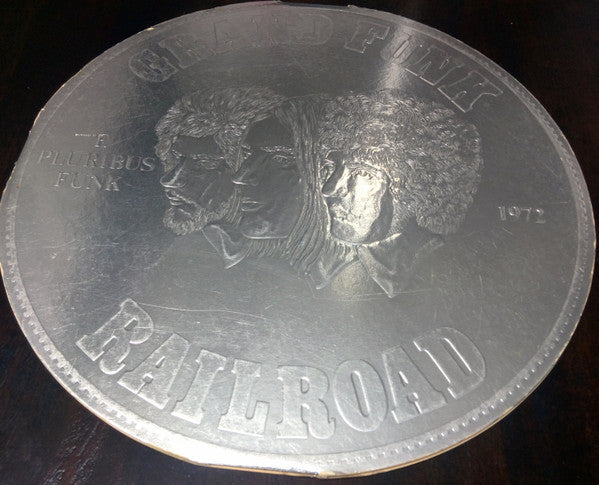 GRAND FUNK
E
PLURIBUS
FUNK
1972
RAILROAD